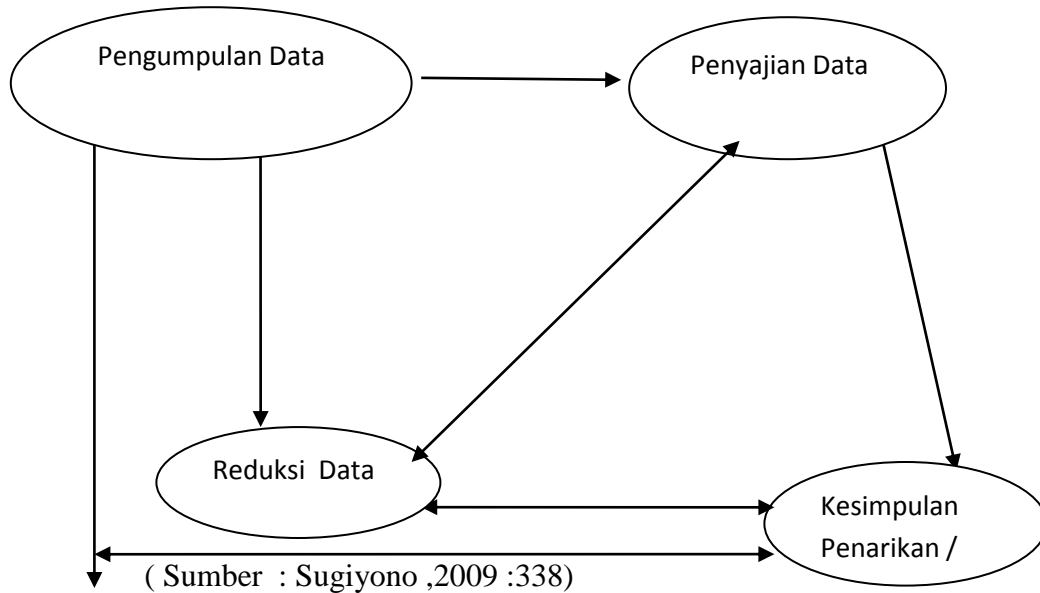 Pengumpulan Data
Penyajian Data
Reduksi Data
Kesimpulan
Penarikan /
( Sumber : Sugiyono ,2009 :338)